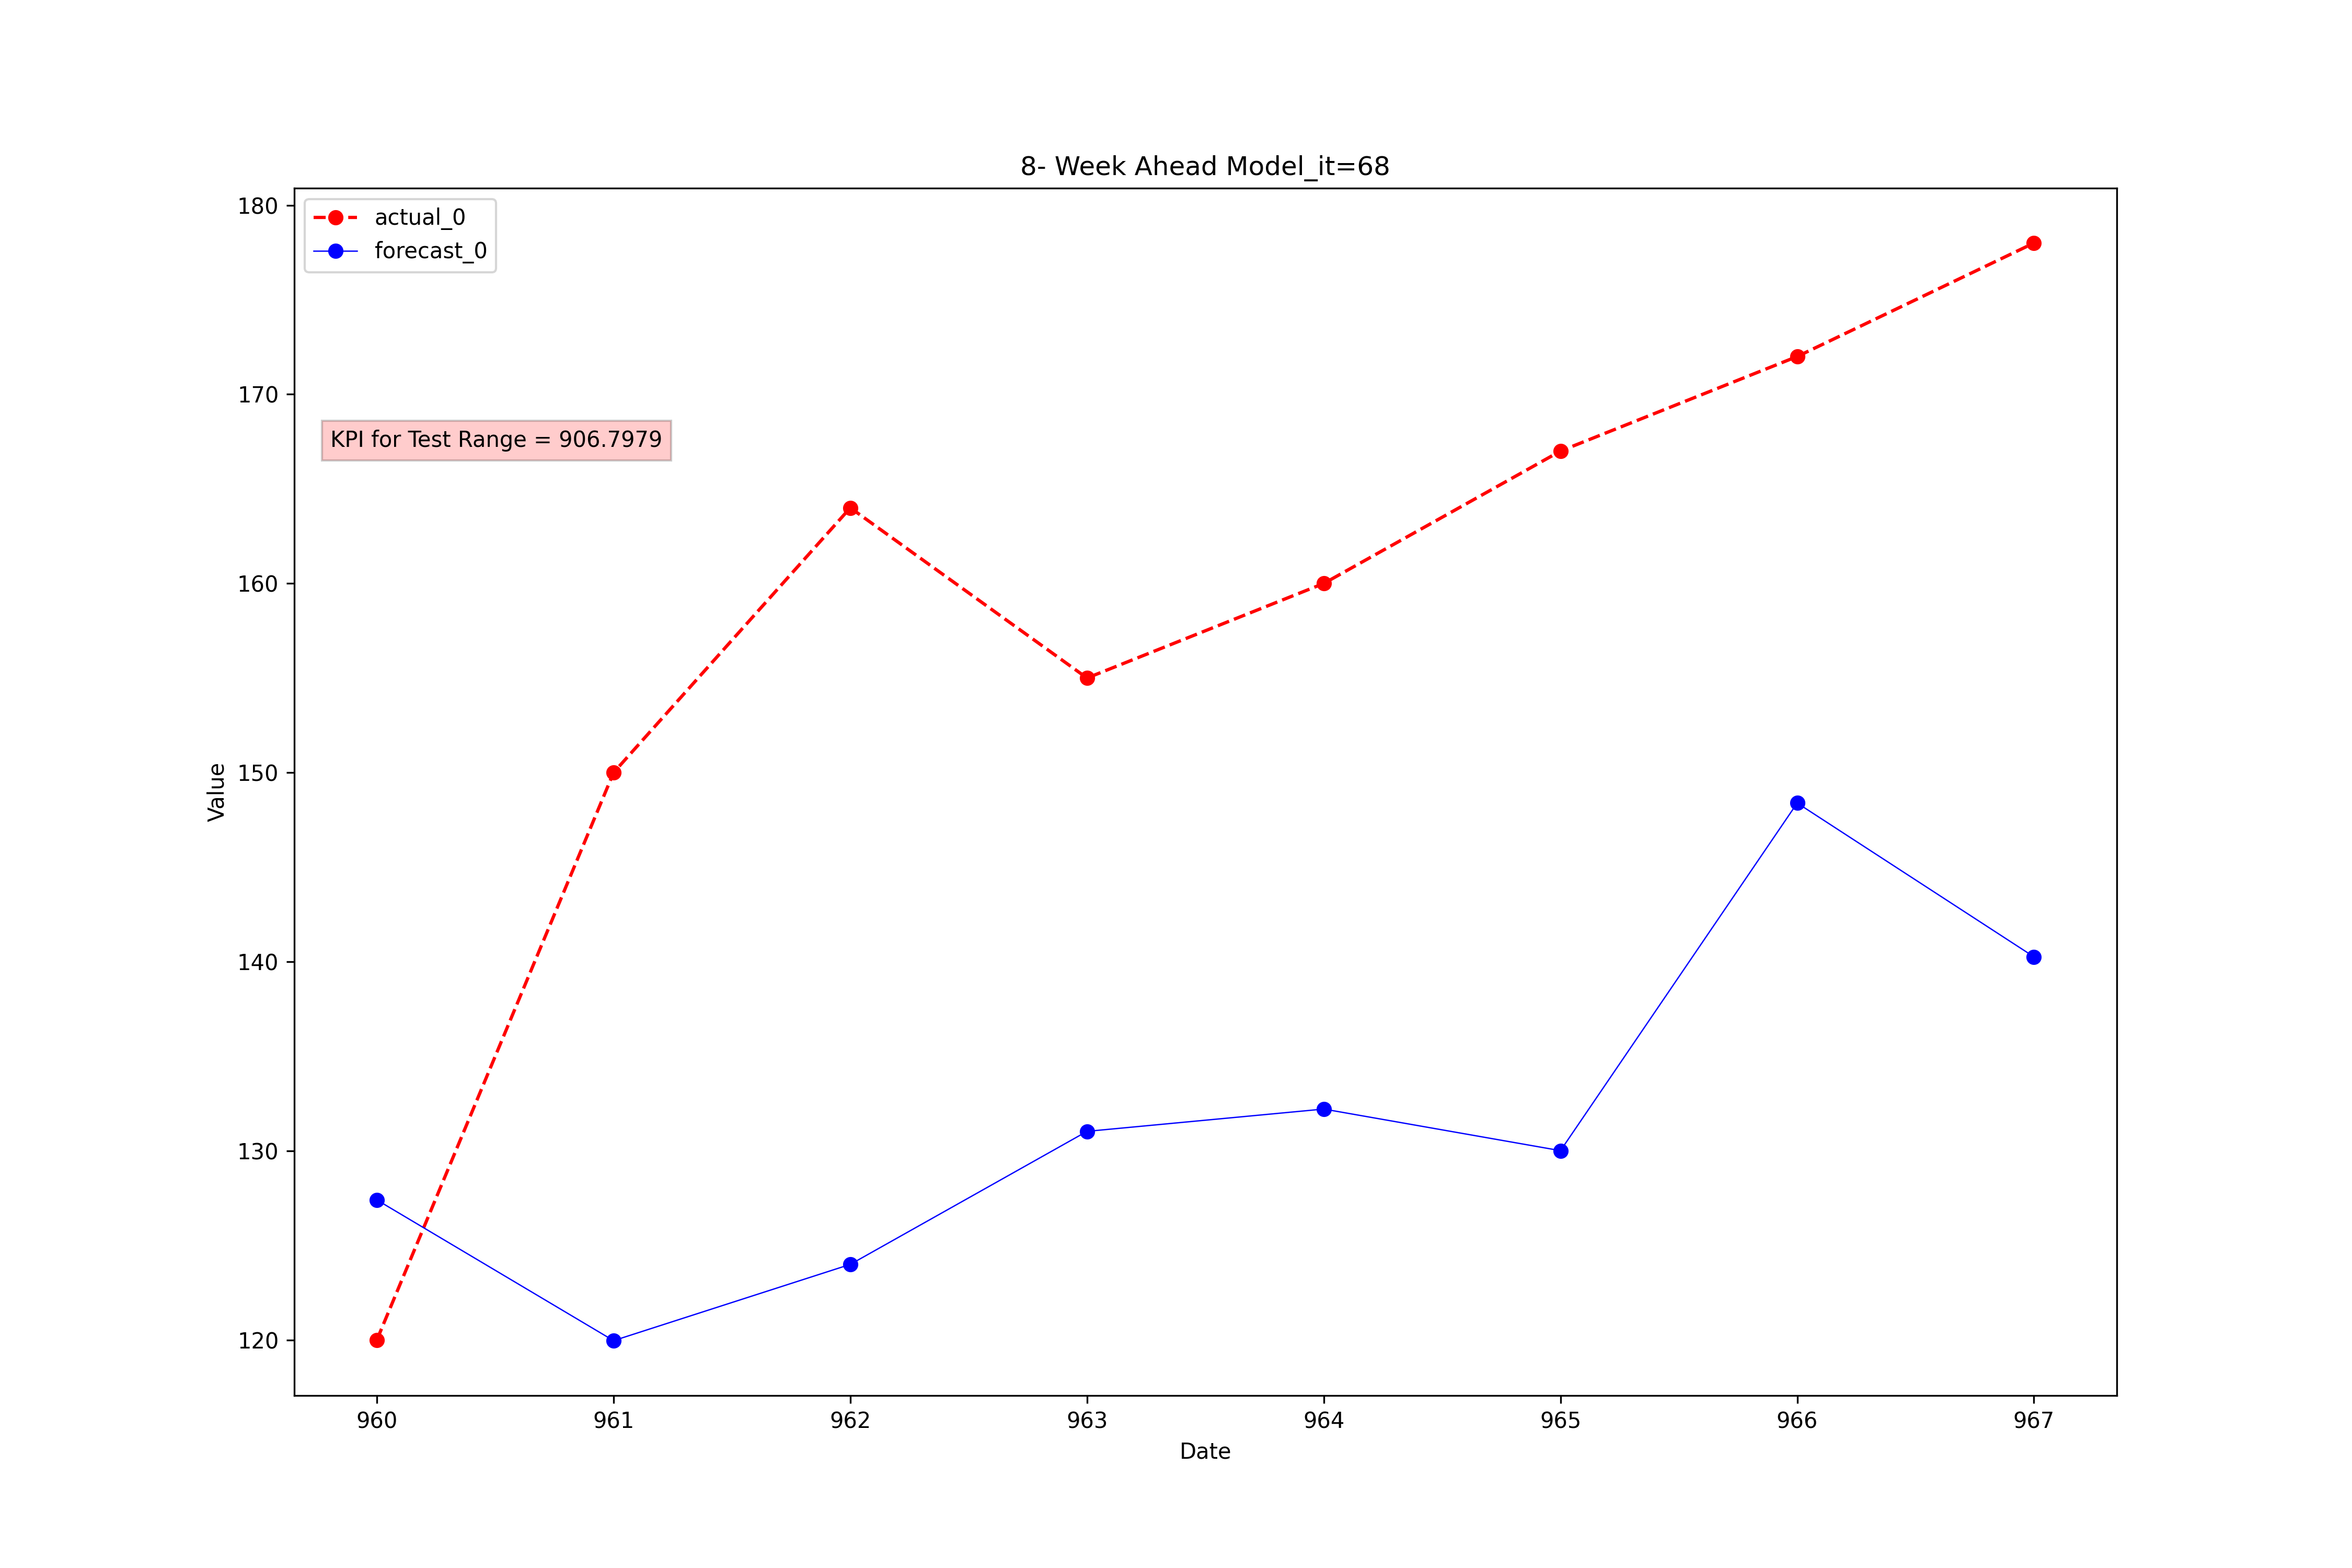 8- Week Ahead Model_it=68
actual_0
forecast_0
KPI for Test Range = 906.7979
180
170
160
150
140
130
120
Value
960 961 962 963 964 965 966 967
Date